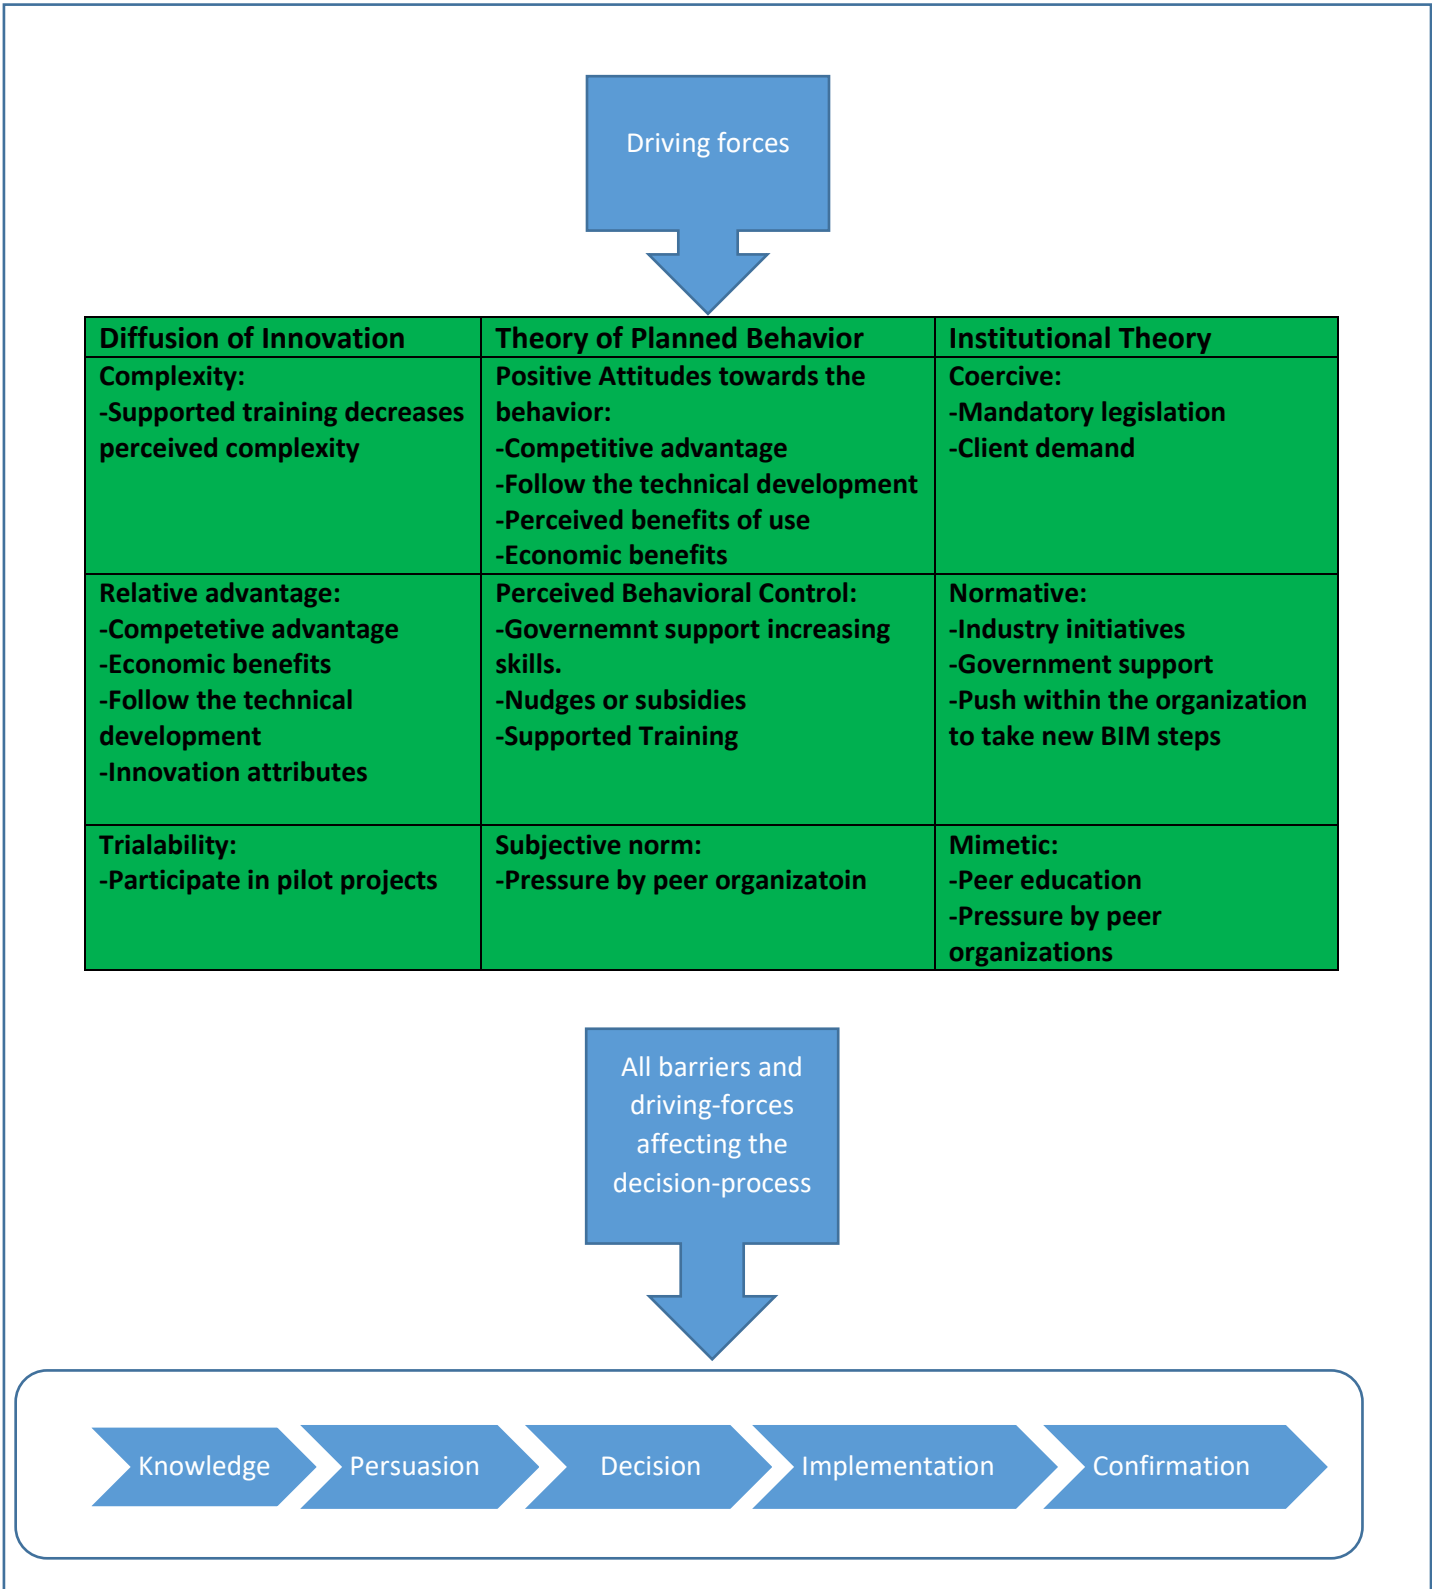 Driving forces
Diffusion of Innovation
Theory of Planned Behavior
Institutional Theory
Complexity:
-Supported training decreases
perceived complexity
Positive Attitudes towards the
behavior:
-Competitive advantage
-Follow the technical development
-Perceived benefits of use
-Economic benefits
Coercive:
-Mandatory legislation
-Client demand
Relative advantage:
-Competetive advantage
-Economic benefits
-Follow the technical
development
-Innovation attributes
Perceived Behavioral Control:
-Governemnt support increasing
skills.
-Nudges or subsidies
-Supported Training
Normative:
-Industry initiatives
-Government support
-Push within the organization
to take new BIM steps
Trialability:
-Participate in pilot projects
Subjective norm:
-Pressure by peer organizatoin
Mimetic:
-Peer education
-Pressure by peer
organizations
All barriers and
driving-forces
affecting the
decision-process
Knowledge
Persuasion
Decision
Implementation
Confirmation